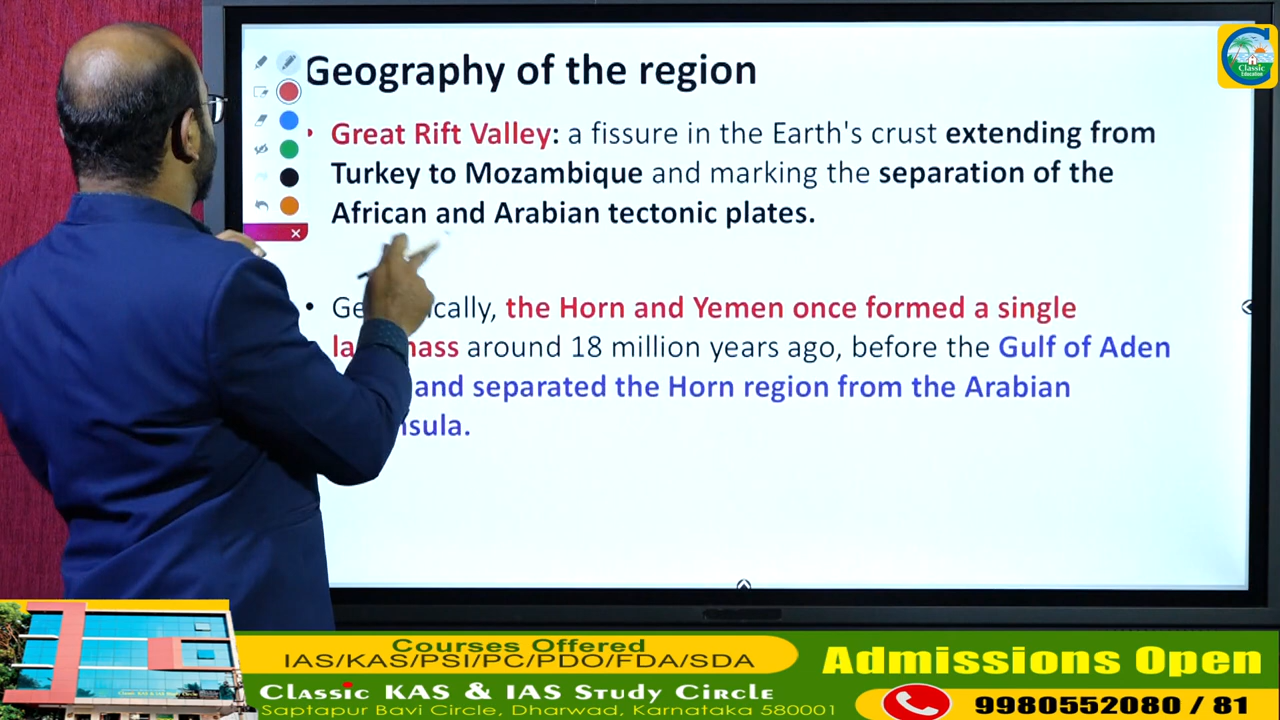 Classic
Education
Geography of the region
• Great Rift Valley: a fissure in the Earth's crust extending from
Turkey to Mozambique and marking the separation of the
African and Arabian tectonic plates.
• the Horn and Yemen once formed a single
around 18 million years ago, before the Gulf of Aden
and separated the Horn region from the Arabian
Courses Offered
IAS/KAS/PSI/PC/PDO/FDA/SDA
Classic KAS & IAS Study Circle
Saptapur Bavi Circle, Dharwad, Karnataka 580001
Admissions Open
9980552080 / 81